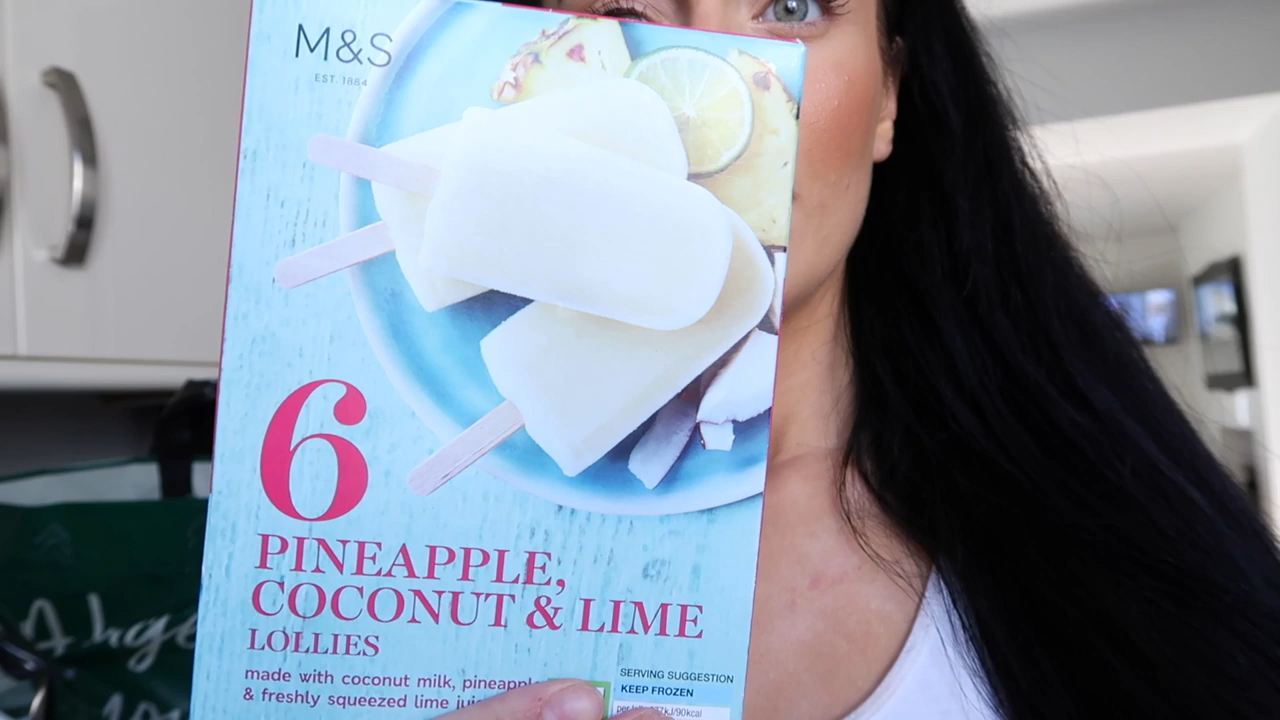 M&S
EST. 1884
6
PINEAPPLE,
COCONUT & LIME
LOLLIES
made with coconut milk, pineapple
& freshly squeezed lime
SERVING SUGGESTION
KEEP FROZEN
/90kcal